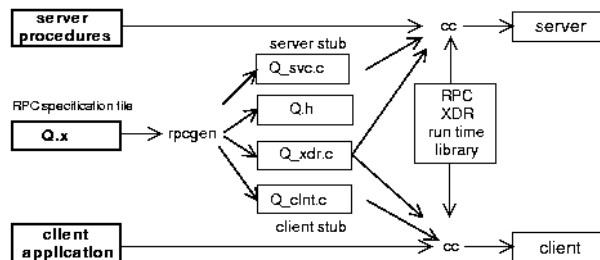 server
procedures
cc
server
server stub
Q_svc.c
RPC specification file
Q.h
RPC
XDR
run time
library
Q.x
rpcgen
Q_xdr.c
Q_clnt.c
client stub
client
application
cc
client